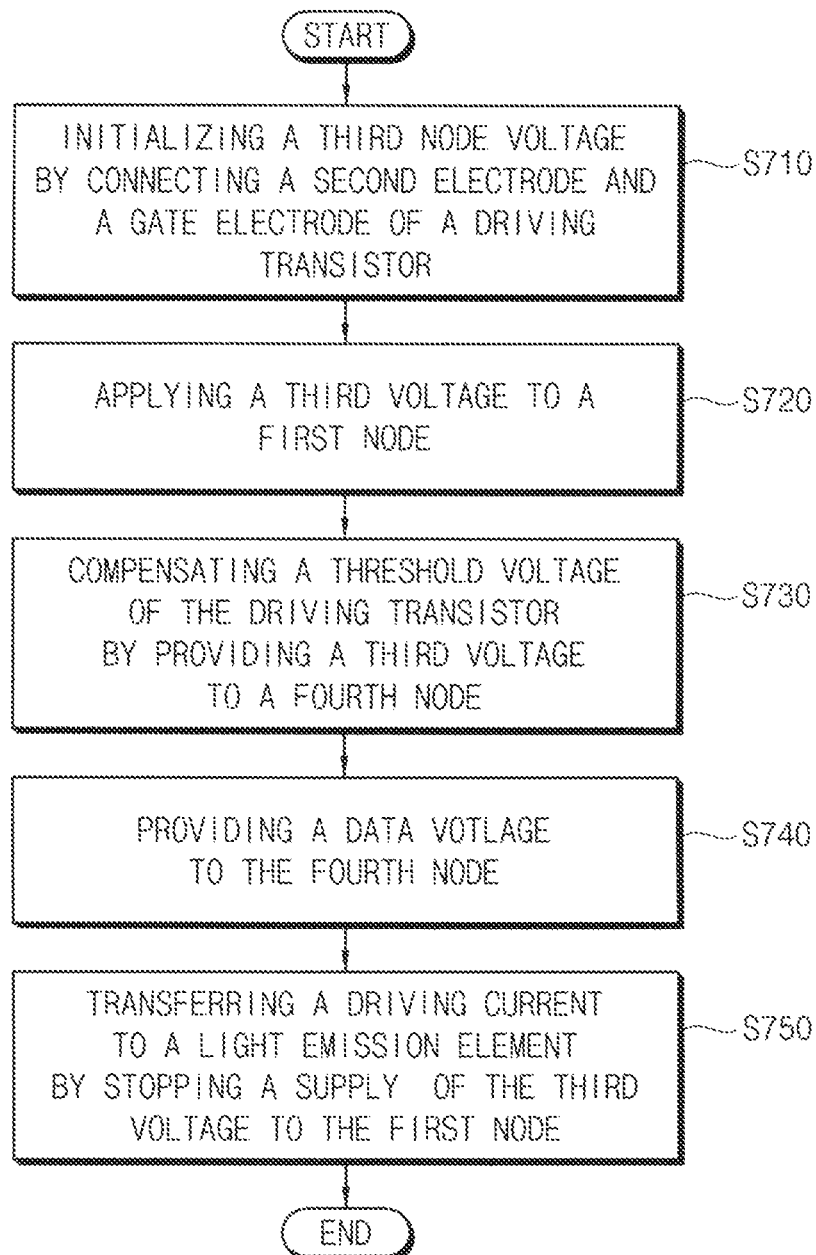 START
INITIALIZING A THIRD NODE VOLTAGE
BY CONNECTING A SECOND ELECTRODE AND
A GATE ELECTRODE OF A DRIVING
TRANSISTOR
S710
APPLYING A THIRD VOLTAGE TO A
FIRST NODE
S720
COMPENSATING A THRESHOLD VOLTAGE
OF THE DRIVING TRANSISTOR
BY PROVIDING A THIRD VOLTAGE
TO A FOURTH NODE
S730
PROVIDING A DATA VOTLAGE
TO THE FOURTH NODE
S740
TRANSFERRING A DRIVING CURRENT
TO A LIGHT EMISSION ELEMENT
BY STOPPING A SUPPLY OF THE THIRD
VOLTAGE TO THE FIRST NODE
S750
END